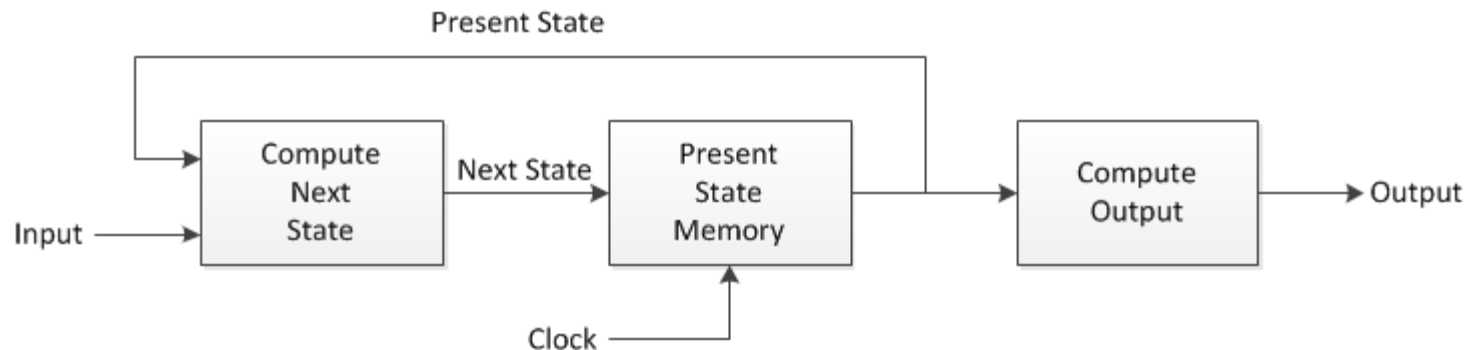 Present State
Compute
Next
State
Next State
Present
State
Memory
Compute
Output
Output
Input
Clock